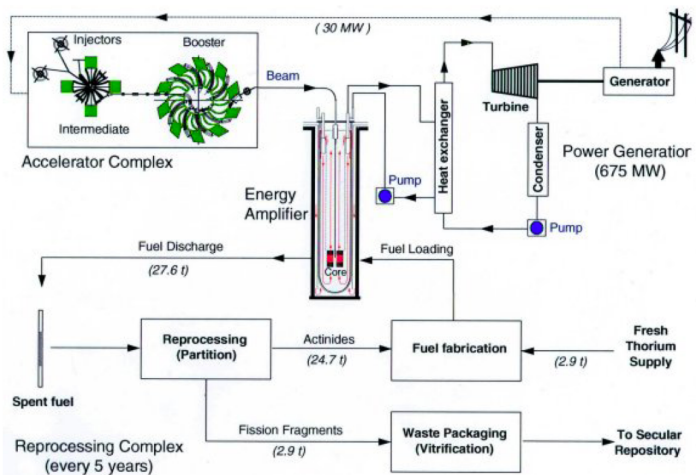 ( 30 MW)
Injectors
Booster
Intermediate
Accelerator Complex
Beam
Heat exchanger
Turbine
Generator
Condenser
Power Generation
(675 MW)
Pump
Pump
Energy
Amplifier
Core
Fuel Discharge
(27.6 t)
Fuel Loading
Spent fuel
Reprocessing
(Partition)
Actinides
(24.7 t)
Fuel fabrication
(2.9 t)
Fresh
Thorium
Supply
Fission Fragments
(2.9 t)
Waste Packaging
(Vitrification)
To Secular
Repository
Reprocessing Complex
(every 5 years)